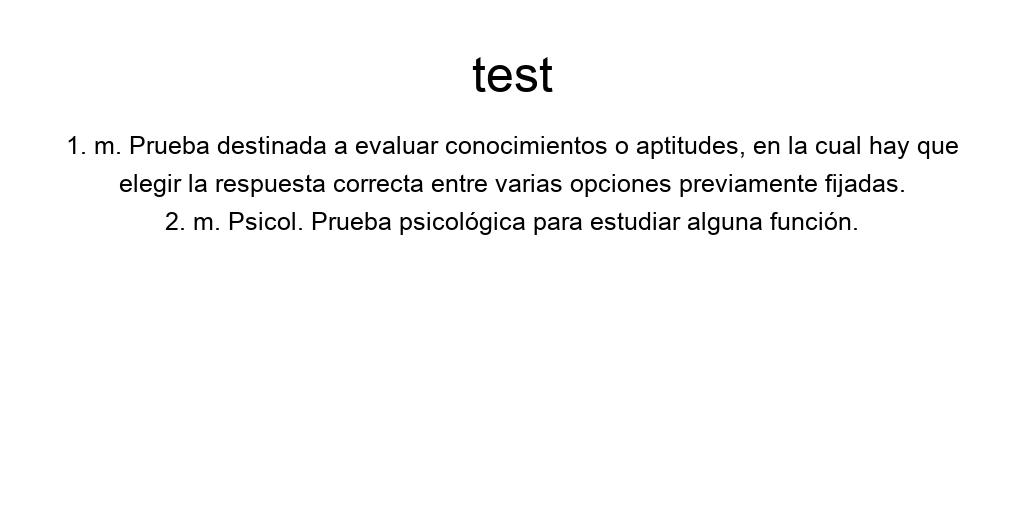 test
1. m. Prueba destinada a evaluar conocimientos o aptitudes, en la cual hay que
elegir la respuesta correcta entre varias opciones previamente fijadas.
2. m. Psicol. Prueba psicológica para estudiar alguna función.